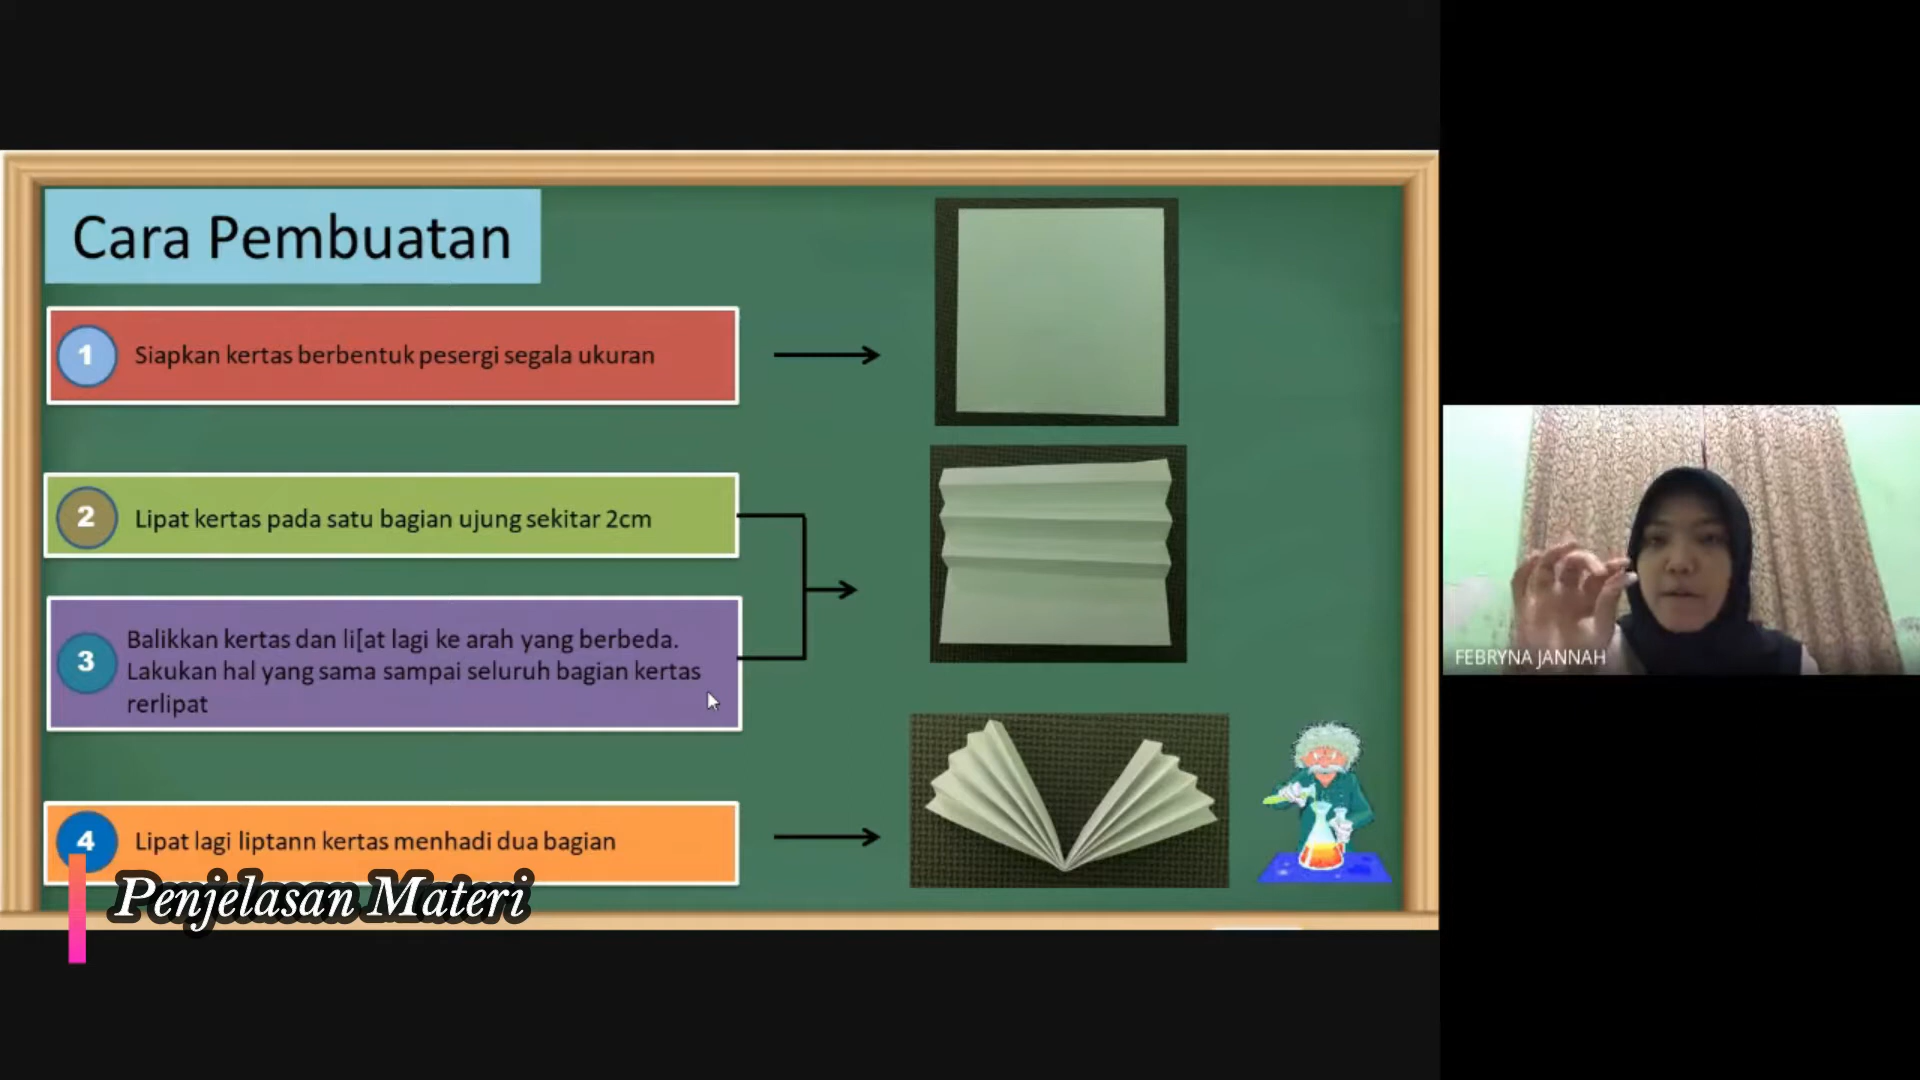 Cara Pembuatan
1
Siapkan kertas berbentuk pesergi segala ukuran
2
Lipat kertas pada satu bagian ujung sekitar 2cm
3
Balikkan kertas dan li[at lagi ke arah yang berbeda.
Lakukan hal yang sama sampai seluruh bagian kertas
rerlipat
4
Lipat lagi liptann kertas menhadi dua bagian
Penjelasan Materi
FEBRYNA JANNAH